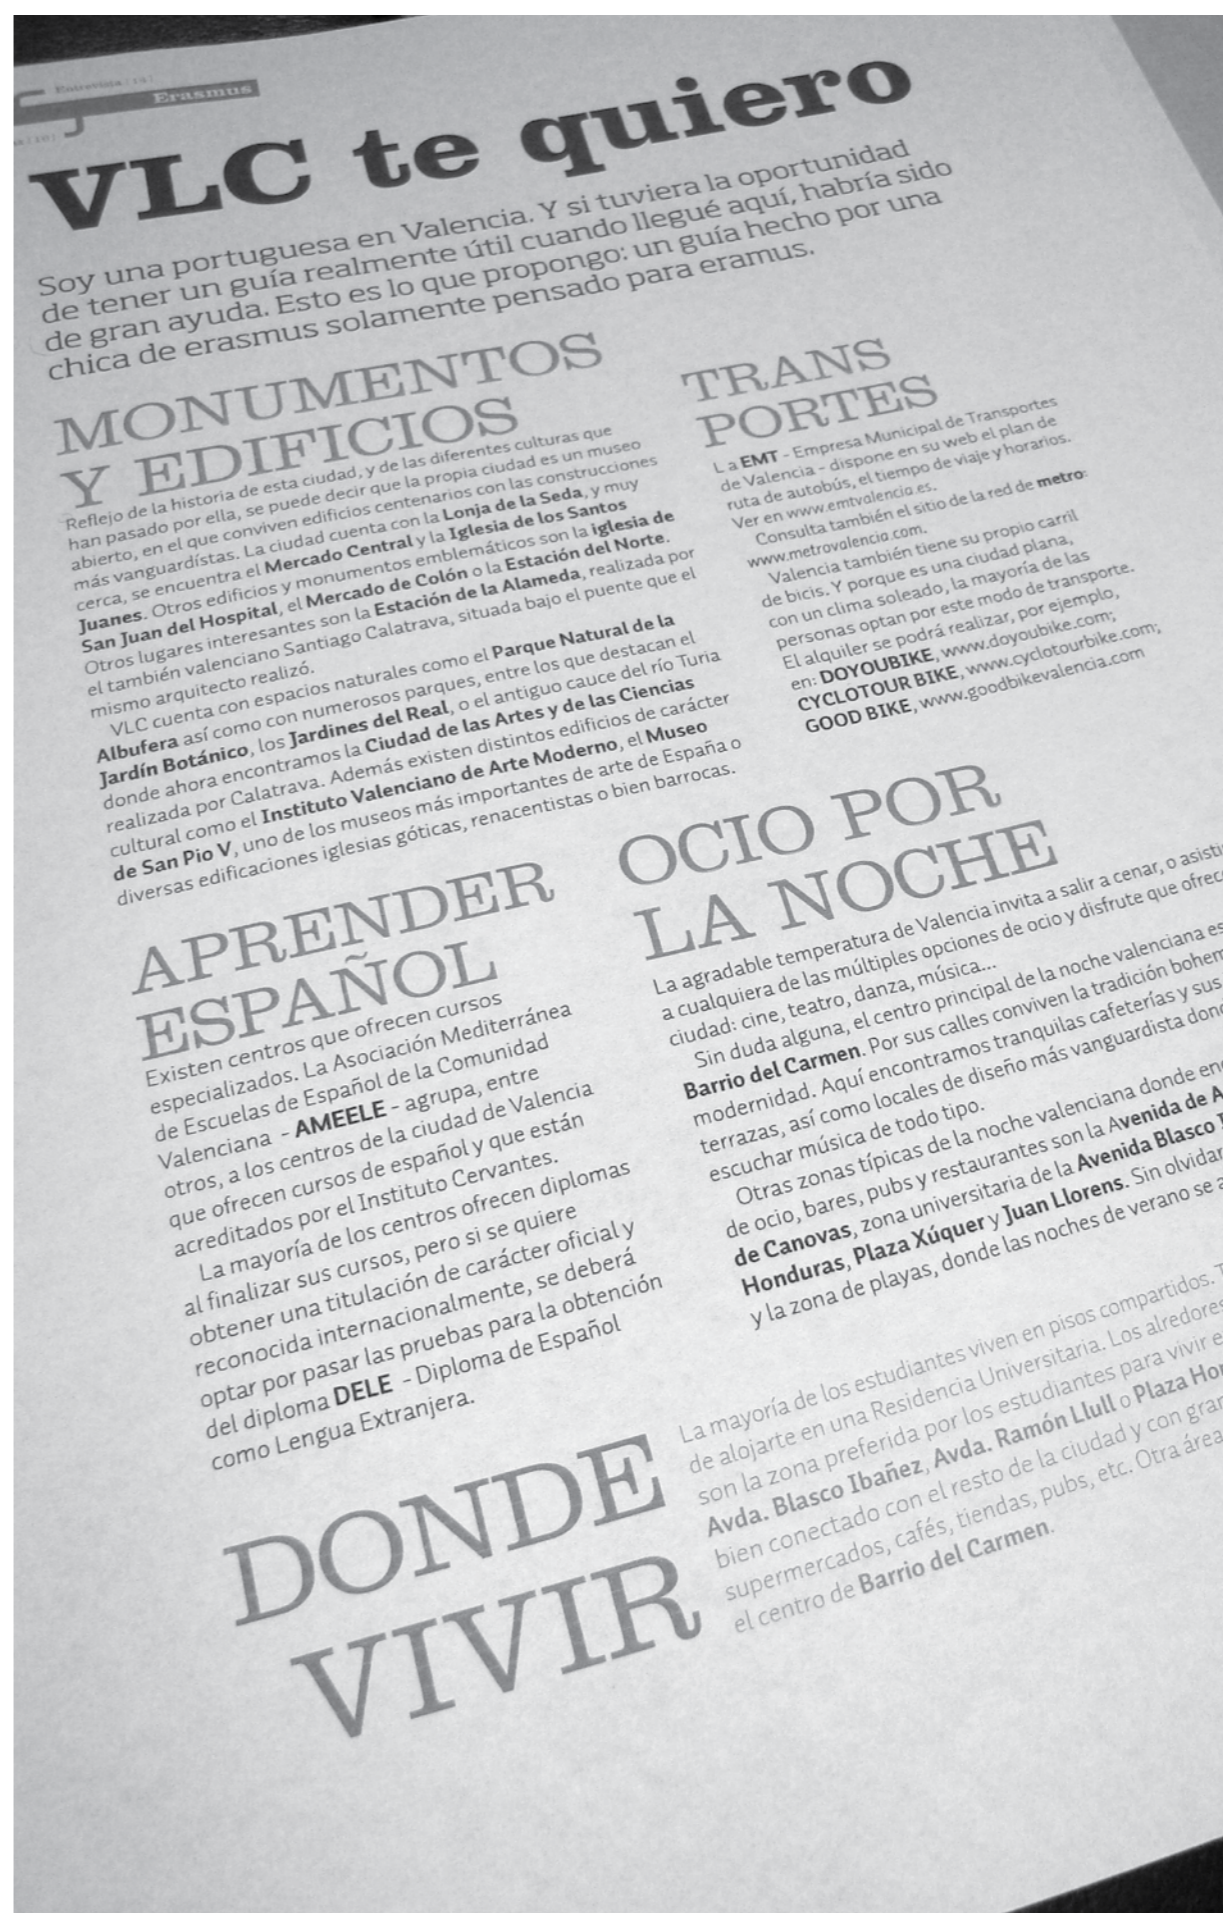 Entrevista | 14 |
Erasmus
VLC te quiero
Soy una portuguesa en Valencia. Y si tuviera la oportunidad
de tener un guía realmente útil cuando llegué aquí, habría sido
de gran ayuda. Esto es lo que propongo: un guía hecho por una
chica de erasmus solamente pensado para eramus.
MONUMENTOS
Y EDIFICIOS
Reflejo de la historia de esta ciudad, y de las diferentes culturas que
han pasado por ella, se puede decir que la propia ciudad es un museo
abierto, en el que conviven edificios centenarios con las construcciones
más vanguardístas. La ciudad cuenta con la Lonja de la Seda, y muy
cerca, se encuentra el Mercado Central y la Iglesia de los Santos
Juanes. Otros edificios y monumentos emblemáticos son la iglesia de
San Juan del Hospital, el Mercado de Colón o la Estación del Norte.
Otros lugares interesantes son la Estación de la Alameda, realizada por
el también valenciano Santiago Calatrava, situada bajo el puente que el
mismo arquitecto realizó.
VLC cuenta con espacios naturales como el Parque Natural de la
Albufera así como con numerosos parques, entre los que destacan el
Jardín Botánico, los Jardines del Real, o el antiguo cauce del río Turia
donde ahora encontramos la Ciudad de las Artes y de las Ciencias
realizada por Calatrava. Además existen distintos edificios de carácter
cultural como el Instituto Valenciano de Arte Moderno, el Museo
de San Pio V, uno de los museos más importantes de arte de España o
diversas edificaciones iglesias góticas, renacentistas o bien barrocas.
TRANS
PORTES
L a EMT - Empresa Municipal de Transportes
de Valencia - dispone en su web el plan de
ruta de autobús, el tiempo de viaje y horarios.
Ver en www.emtvalencia.es.
Consulta también el sitio de la red de metro:
www.metrovalencia.com.
Valencia también tiene su propio carril
de bicis. Y porque es una ciudad plana,
con un clima soleado, la mayoría de las
personas optan por este modo de transporte.
El alquiler se podrá realizar, por ejemplo,
en: DOYOUBIKE, www.doyoubike.com;
CYCLOTOUR BIKE, www.cyclotourbike.com;
GOOD BIKE, www.goodbikevalencia.com
APRENDER
ESPAÑOL
Existen centros que ofrecen cursos
especializados. La Asociación Mediterránea
de Escuelas de Español de la Comunidad
Valenciana - AMEELE - agrupa, entre
otros, a los centros de la ciudad de Valencia
que ofrecen cursos de español y que están
acreditados por el Instituto Cervantes.
La mayoría de los centros ofrecen diplomas
al finalizar sus cursos, pero si se quiere
obtener una titulación de carácter oficial y
reconocida internacionalmente, se deberá
optar por pasar las pruebas para la obtención
del diploma DELE - Diploma de Español
como Lengua Extranjera.
OCIO POR
LA NOCHE
La agradable temperatura de Valencia invita a salir a cenar, o asisti
a cualquiera de las múltiples opciones de ocio y disfrute que ofrec
ciudad: cine, teatro, danza, música...
Sin duda alguna, el centro principal de la noche valenciana es
Barrio del Carmen. Por sus calles conviven la tradición bohem
modernidad. Aquí encontramos tranquilas cafeterías y sus
terrazas, así como locales de diseño más vanguardista dond
escuchar música de todo tipo.
Otras zonas típicas de la noche valenciana donde en
de ocio, bares, pubs y restaurantes son la Avenida de A
de Canovas, zona universitaria de la Avenida Blasco
Honduras, Plaza Xúquer y Juan Llorens. Sin olvidar
y la zona de playas, donde las noches de verano se a
DONDE
VIVIR
La mayoría de los estudiantes viven en pisos compartidos. T
de alojarte en una Residencia Universitaria. Los alredores
son la zona preferida por los estudiantes para vivir e
Avda. Blasco Ibañez, Avda. Ramón Llull o Plaza Hon
bien conectado con el resto de la ciudad y con gran
supermercados, cafés, tiendas, pubs, etc. Otra área
el centro de Barrio del Carmen.